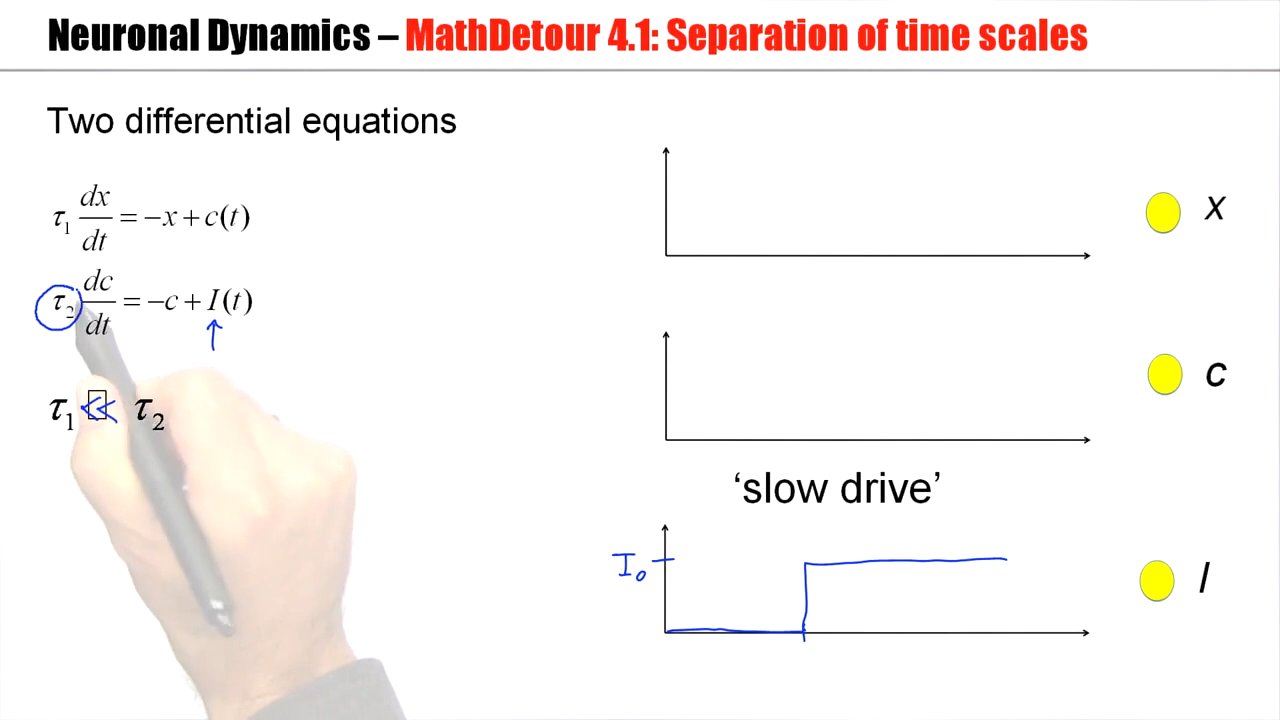 Neuronal Dynamics – MathDetour 4.1: Separation of time scales
Two differential equations
τ₁ dx/dt = −x + c(t)
x
τ₂ dc/dt = −c + I(t)
c
τ₁ << τ₂
‘slow drive’
I₀
I